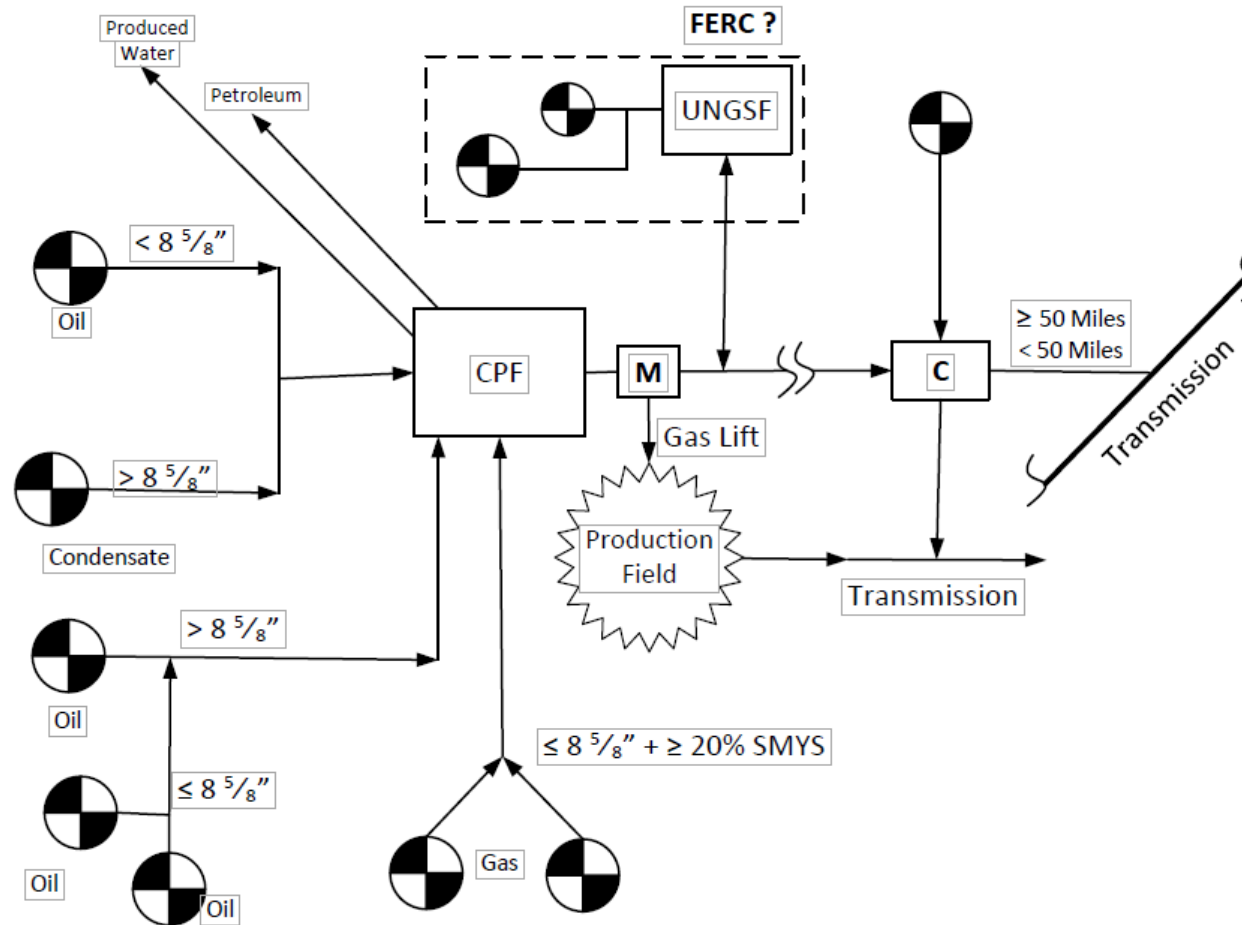 FERC ?
Produced
Water
Petroleum
UNGSF
< 8 5/8”
Oil
≥ 50 Miles
< 50 Miles
CPF
M
C
Transmission
Gas Lift
> 8 5/8”
Condensate
Production
Field
Transmission
> 8 5/8”
Oil
≤ 8 5/8” + ≥ 20% SMYS
≤ 8 5/8”
Oil
Gas
Oil